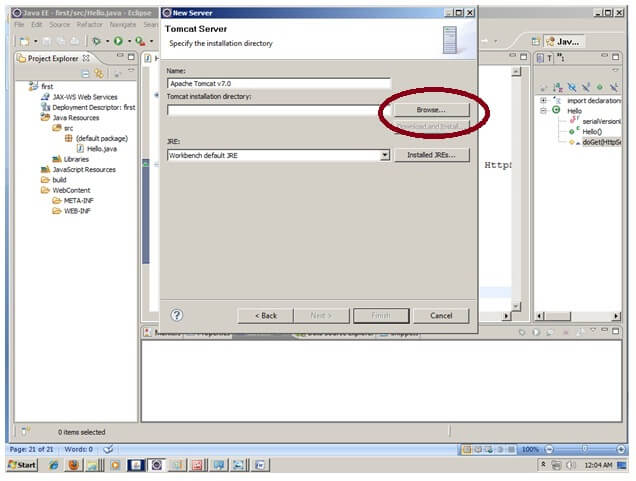 Java EE - first/src/Hello.java - Eclipse
File Edit Source Refactor Navigate
New Server
Tomcat Server
Specify the installation directory
Jav...
Project Explorer
first
JAX-WS Web Services
Deployment Descriptor: first
Java Resources
src
(default package)
Hello.java
Libraries
JavaScript Resources
build
WebContent
META-INF
WEB-INF
Name:
Apache Tomcat v7.0
Tomcat installation directory:
Browse...
Download and Install...
JRE:
Workbench default JRE
Installed JREs...
HttpS
import declarations
Hello
serialVersionU
Hello()
doGet(HttpSe
?
< Back
Next >
Finish
Cancel
Markers Properties Data Source Explorer Snippets
0 items selected
Page: 21 of 21 Words: 0
100%
Start
12:04 AM